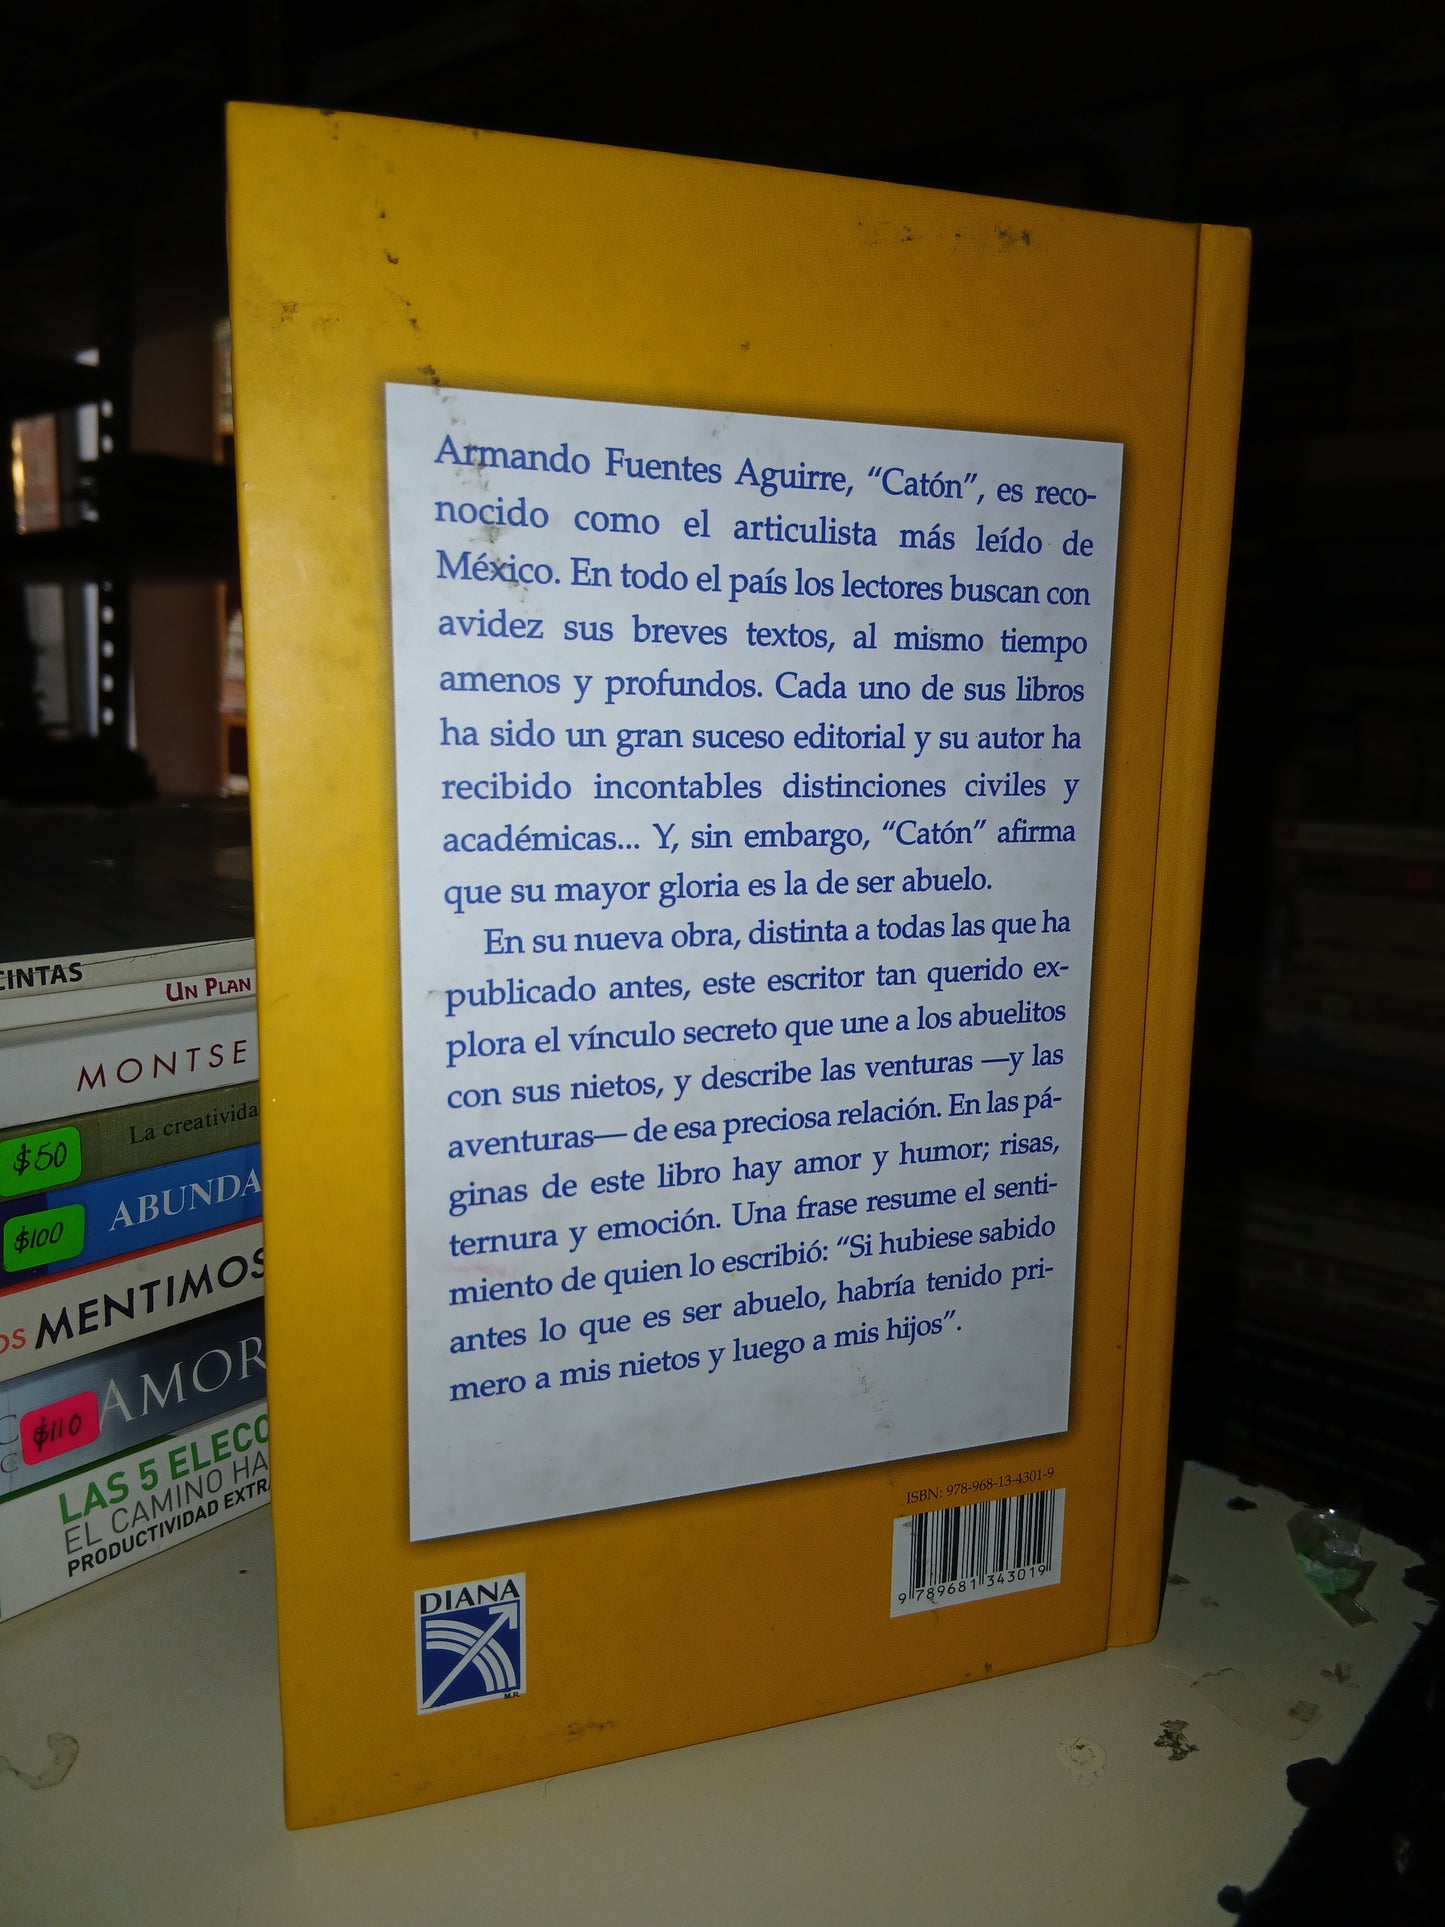 Armando Fuentes Aguirre, “Catón”, es reco-
nocido como el articulista más leído de
México. En todo el país los lectores buscan con
avidez sus breves textos, al mismo tiempo
amenos y profundos. Cada uno de sus libros
ha sido un gran suceso editorial y su autor ha
recibido incontables distinciones civiles y
académicas... Y, sin embargo, “Catón” afirma
que su mayor gloria es la de ser abuelo.
En su nueva obra, distinta a todas las que ha
publicado antes, este escritor tan querido ex-
plora el vínculo secreto que une a los abuelitos
con sus nietos, y describe las venturas —y las
aventuras— de esa preciosa relación. En las pá-
ginas de este libro hay amor y humor; risas,
ternura y emoción. Una frase resume el senti-
miento de quien lo escribió: “Si hubiese sabido
antes lo que es ser abuelo, habría tenido pri-
mero a mis nietos y luego a mis hijos”.
ISBN: 978-968-13-4301-9
9 789681 343019
DIANA
M.R.
CINTAS
UN PLAN
MONTSE
La creativida
$50
ABUNDA
$100
OS MENTIMOS
AMOR
$110
LAS 5 ELECC
EL CAMINO HA
PRODUCTIVIDAD EXTR